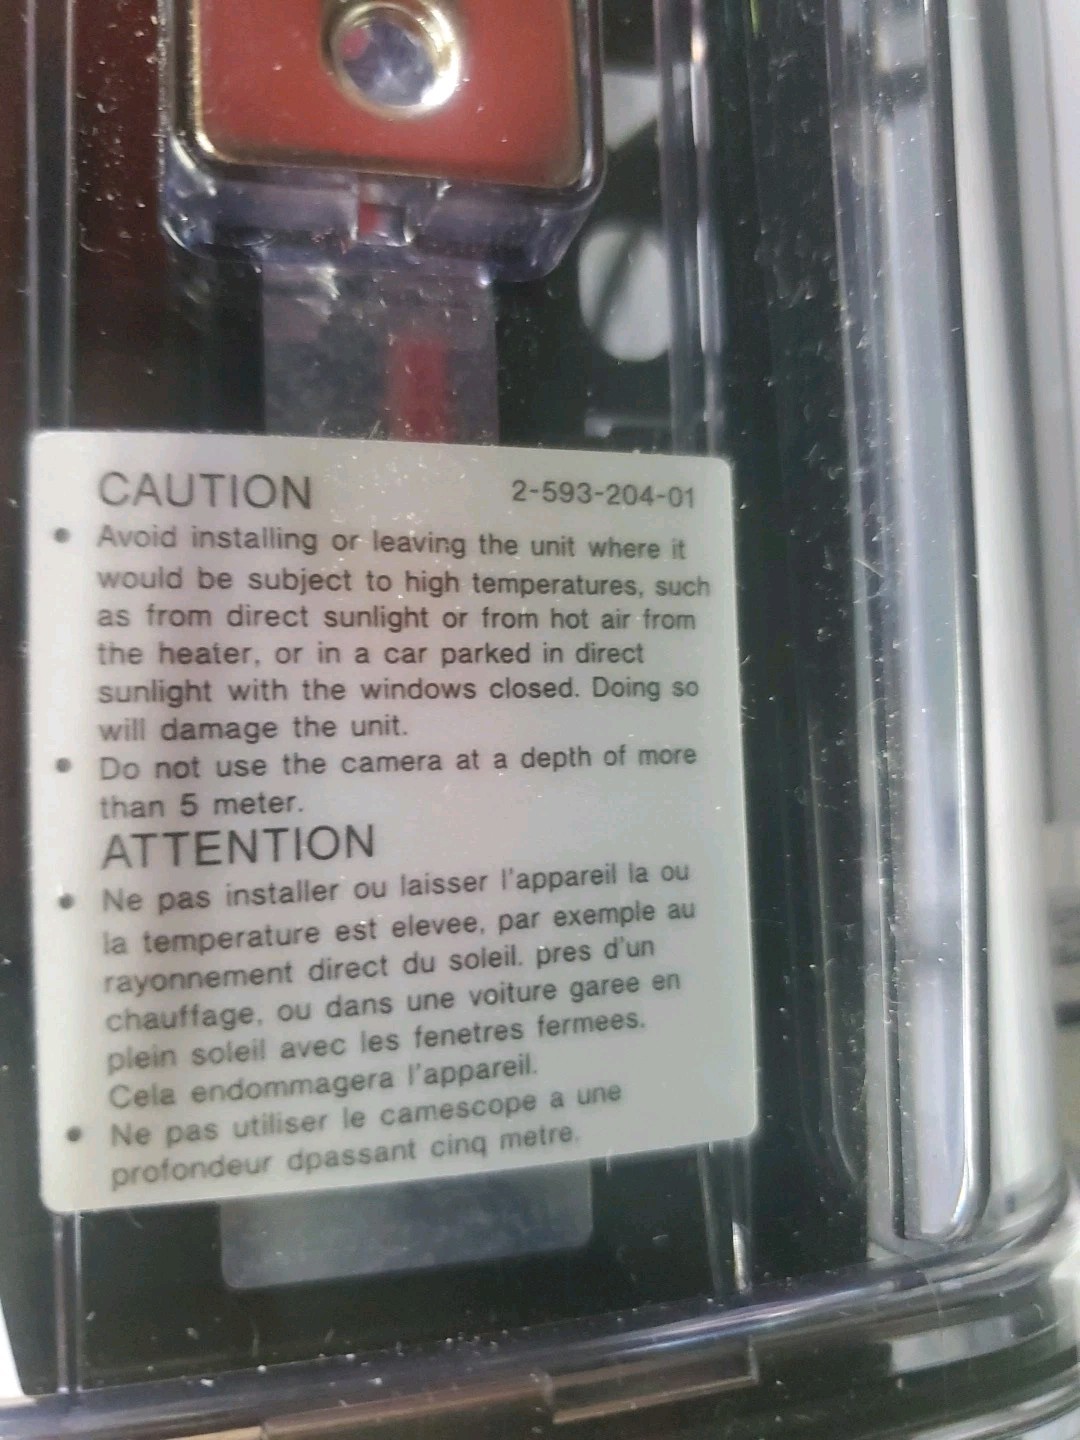 CAUTION 2-593-204-01
• Avoid installing or leaving the unit where it
would be subject to high temperatures, such
as from direct sunlight or from hot air from
the heater, or in a car parked in direct
sunlight with the windows closed. Doing so
will damage the unit.
• Do not use the camera at a depth of more
than 5 meter.
ATTENTION
• Ne pas installer ou laisser l'appareil la ou
la temperature est elevee, par exemple au
rayonnement direct du soleil. pres d'un
chauffage, ou dans une voiture garee en
plein soleil avec les fenetres fermees.
Cela endommagera l'appareil.
• Ne pas utiliser le camescope a une
profondeur dpassant cinq metre.